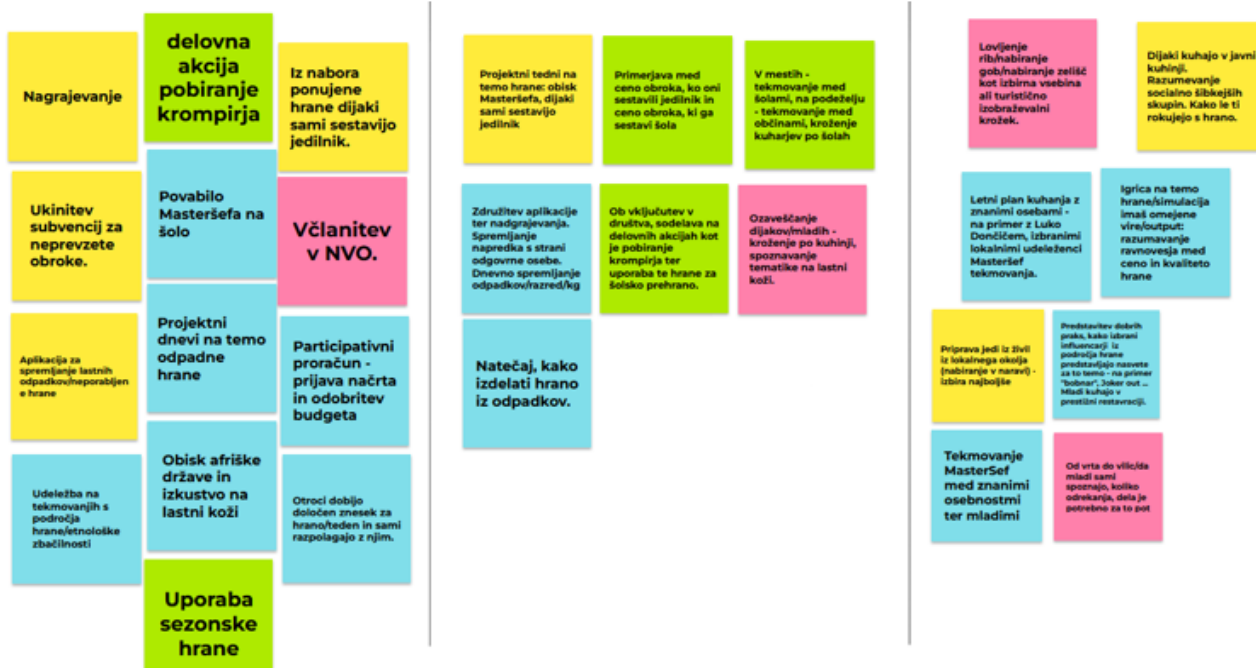 Nagrajevanje
delovna
akcija
pobiranje
krompirja
Iz nabora
ponujene
hrane dijaki
sami sestavijo
jedilnik.
Ukinitev
subvencij za
neprevzete
obroke.
Povabilo
Masteršefa na
šolo
Včlanitev
v NVO.
Aplikacija za
spremljanje lastnih
odpadkov/neporabljen
e hrane
Projektni
dnevi na temo
odpadne
hrane
Participativni
proračun -
prijava načrta
in odobritev
budgeta
Udeležba na
tekmovanjih s
področja
hrane/etnološke
zbačilnosti
Obisk afriške
države in
izkustvo na
lastni koži
Otroci dobijo
določen znesek za
hrano/teden in sami
razpolagajo z njim.
Uporaba
sezonske
hrane
Projektni tedni na
temo hrane: obisk
Masteršefa, dijaki
sami sestavijo
jedilnik
Primerjava med
ceno obroka, ko oni
sestavili jedilnik in
ceno obroka, ki ga
sestavi šola
V mestih -
tekmovanje med
šolami, na podeželju
- tekmovanje med
občinami, kroženje
kuharjev po šolah
Združitev aplikacije
ter nadgrajevanja.
Spremljanje
napredka s strani
odgovrne osebe.
Dnevno spremljanje
odpadkov/razred/kg
Ob vključutev v
društva, sodelava na
delovnih akcijah kot
je pobiranje
krompirja ter
uporaba te hrane za
šolsko prehrano.
Ozaveščanje
dijakov/mladih -
kroženje po kuhinji,
spoznavanje
tematike na lastni
koži.
Natečaj, kako
izdelati hrano
iz odpadkov.
Lovljenje
rib/nabiranje
gob/nabiranje zelišč
kot izbirna vsebina
ali turistično
izobraževalni
krožek.
Dijaki kuhajo v javni
kuhinji.
Razumevanje
socialno šibkejših
skupin. Kako le ti
rokujejo s hrano.
Letni plan kuhanja z
znanimi osebami -
na primer z Luko
Dončičem, izbranimi
lokalnimi udeleženci
Masteršef
tekmovanja.
Igrica na temo
hrane/simulacija
imaš omejene
vire/output:
razumavanje
ravnovesja med
ceno in kvaliteto
hrane
Priprava jedi iz živil
iz lokalnega okolja
(nabiranje v naravi) -
izbira najboljše
Predstavitev dobrih
praks, kako izbrani
influencarji iz
področja hrane
predstavljajo nasvete
za to temo - na primer
"bobnar", Joker out ...
Mladi kuhajo v
prestižni restavraciji.
Tekmovanje
MasterSef
med znanimi
osebnostmi
ter mladimi
Od vrta do vilic/da
mladi sami
spoznajo, koliko
odrekanja, dela je
potrebno za to pot